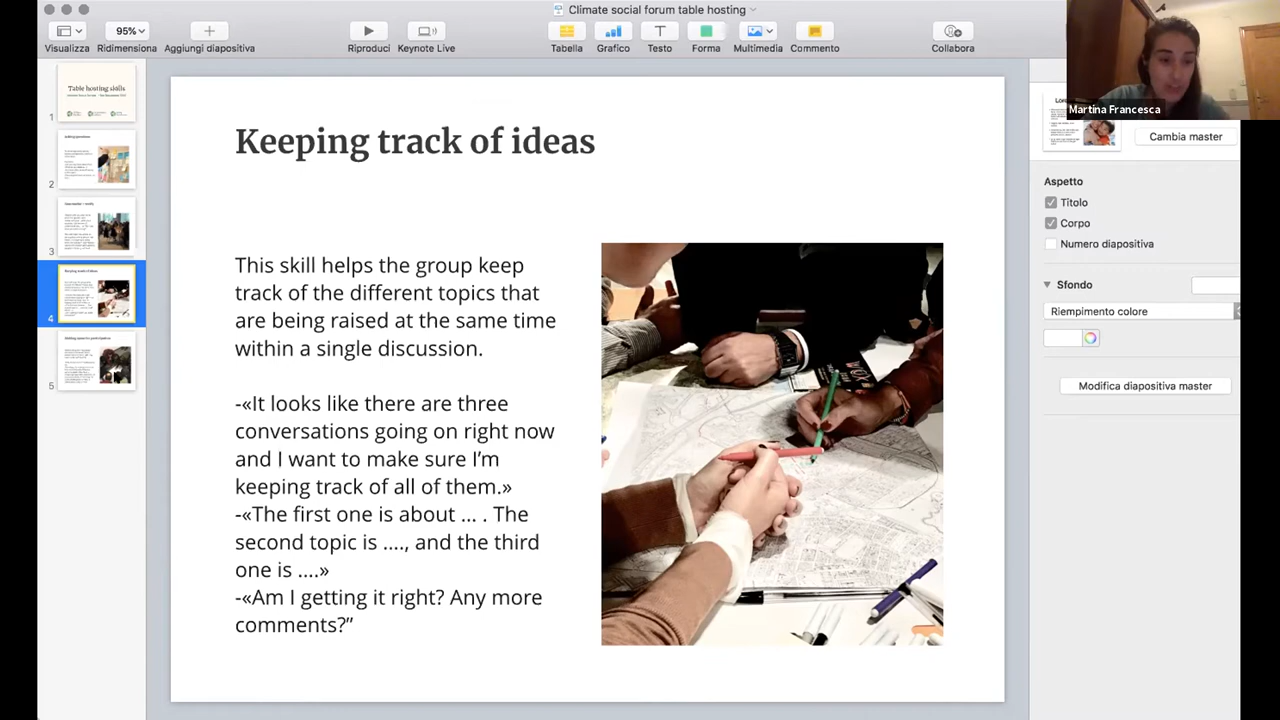 Climate social forum table hosting
95%
Visualizza
Ridimensiona
Aggiungi diapositiva
Riproduci
Keynote Live
Tabella
Grafico
Testo
Forma
Multimedia
Commento
Collabora
Martina Francesca
Cambia master
Aspetto
Titolo
Corpo
Numero diapositiva
Sfondo
Riempimento colore
Modifica diapositiva master
1
Table hosting skills
2
3
4
Keeping track of ideas
5
Keeping track of ideas
This skill helps the group keep
track of the different topics that
are being raised at the same time
within a single discussion.
-«It looks like there are three
conversations going on right now
and I want to make sure I'm
keeping track of all of them.»
-«The first one is about ... . The
second topic is ...., and the third
one is ....»
-«Am I getting it right? Any more
comments?”